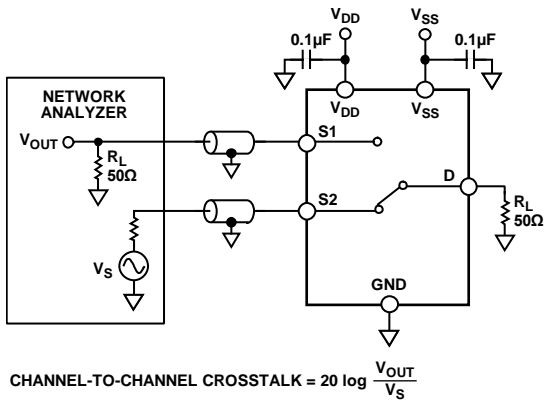 VDD
VSS
0.1µF
0.1µF
VDD
VSS
NETWORK
ANALYZER
VOUT
RL
50Ω
VS
S1
S2
D
RL
50Ω
GND
CHANNEL-TO-CHANNEL CROSSTALK = 20 log VOUT
VS